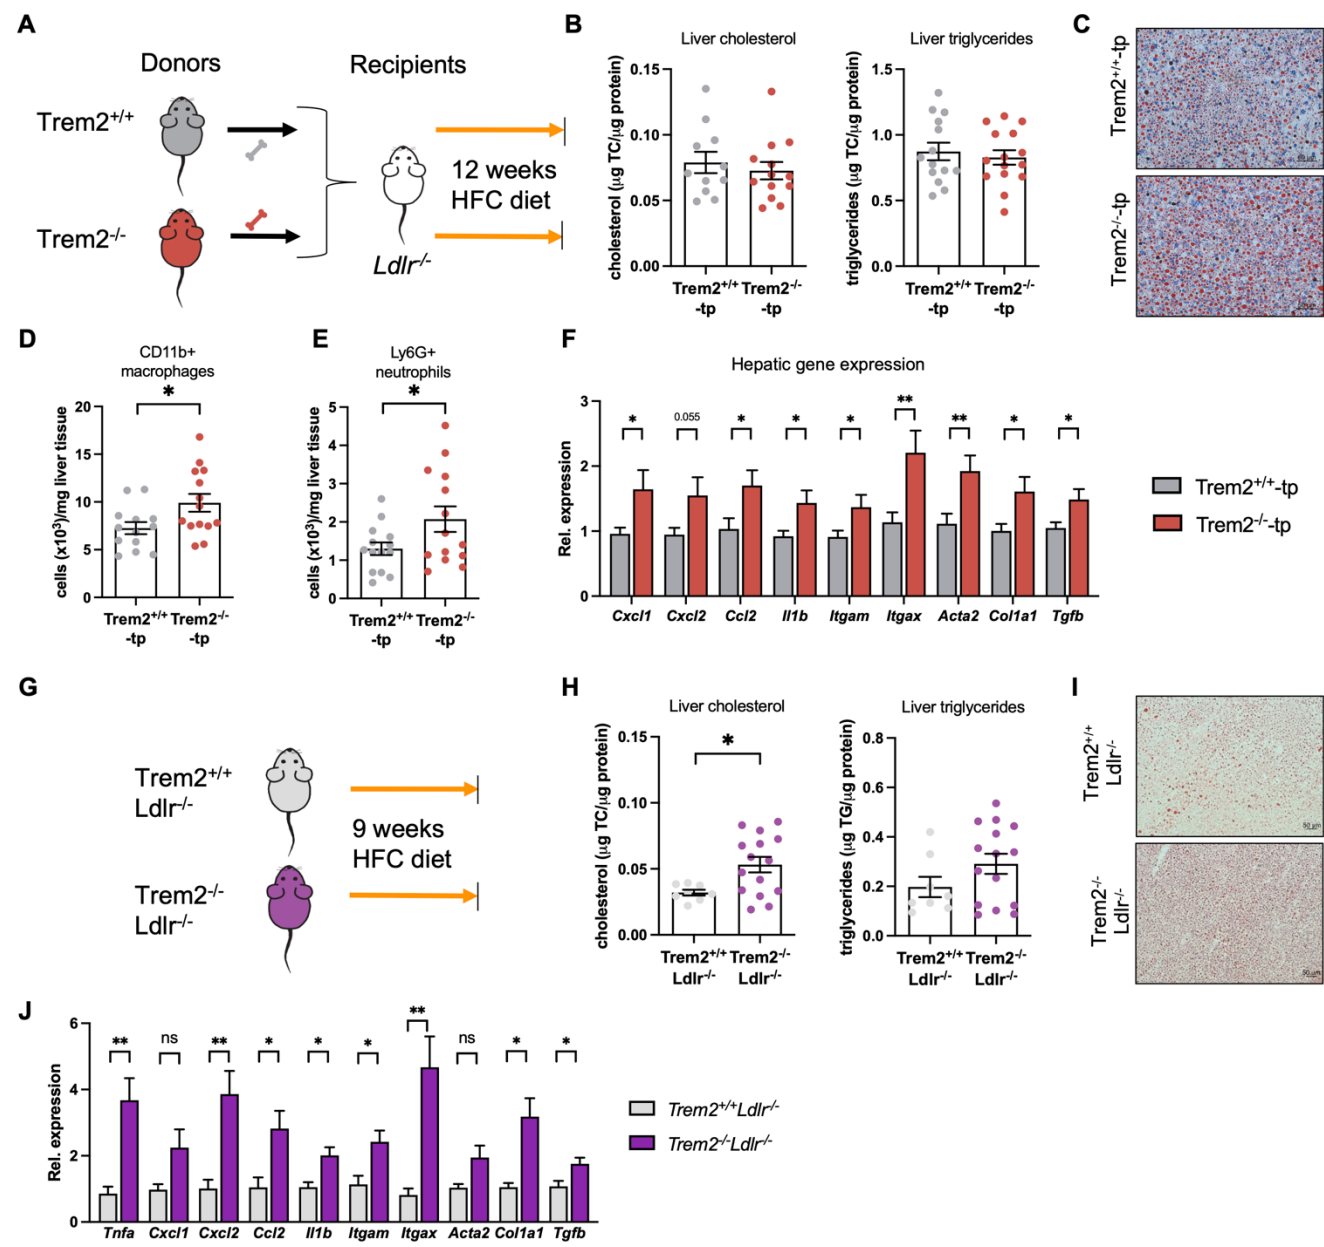 A
Donors
Recipients
Trem2+/+
Trem2-/-
Ldlr-/-
12 weeks
HFC diet
B
Liver cholesterol
cholesterol (µg TC/µg protein)
0.15
0.10
0.05
0.00
Trem2+/+
-tp
Trem2-/-
-tp
Liver triglycerides
triglycerides (µg TC/µg protein)
1.5
1.0
0.5
0.0
Trem2+/+
-tp
Trem2-/-
-tp
C
Trem2+/+-tp
Trem2-/--tp
D
CD11b+
macrophages
*
cells (x10³)/mg liver tissue
20
15
10
5
0
Trem2+/+
-tp
Trem2-/-
-tp
E
Ly6G+
neutrophils
*
cells (x10³)/mg liver tissue
5
4
3
2
1
0
Trem2+/+
-tp
Trem2-/-
-tp
F
Hepatic gene expression
Rel. expression
3
2
1
0
* 0.055 * * * ** ** * *
Cxcl1 Cxcl2 Ccl2 Il1b Itgam Itgax Acta2 Col1a1 Tgfb
Trem2+/+-tp
Trem2-/--tp
G
Trem2+/+
Ldlr-/-
Trem2-/-
Ldlr-/-
9 weeks
HFC diet
H
Liver cholesterol
*
cholesterol (µg TC/µg protein)
0.15
0.10
0.05
0.00
Trem2+/+
Ldlr-/-
Trem2-/-
Ldlr-/-
Liver triglycerides
triglycerides (µg TG/µg protein)
0.8
0.6
0.4
0.2
0.0
Trem2+/+
Ldlr-/-
Trem2-/-
Ldlr-/-
I
Trem2+/+
Ldlr-/-
50 µm
Trem2-/-
Ldlr-/-
50 µm
J
Rel. expression
6
4
2
0
** ns ** * * * ** ns * *
Tnfa Cxcl1 Cxcl2 Ccl2 Il1b Itgam Itgax Acta2 Col1a1 Tgfb
Trem2+/+Ldlr-/-
Trem2-/-Ldlr-/-